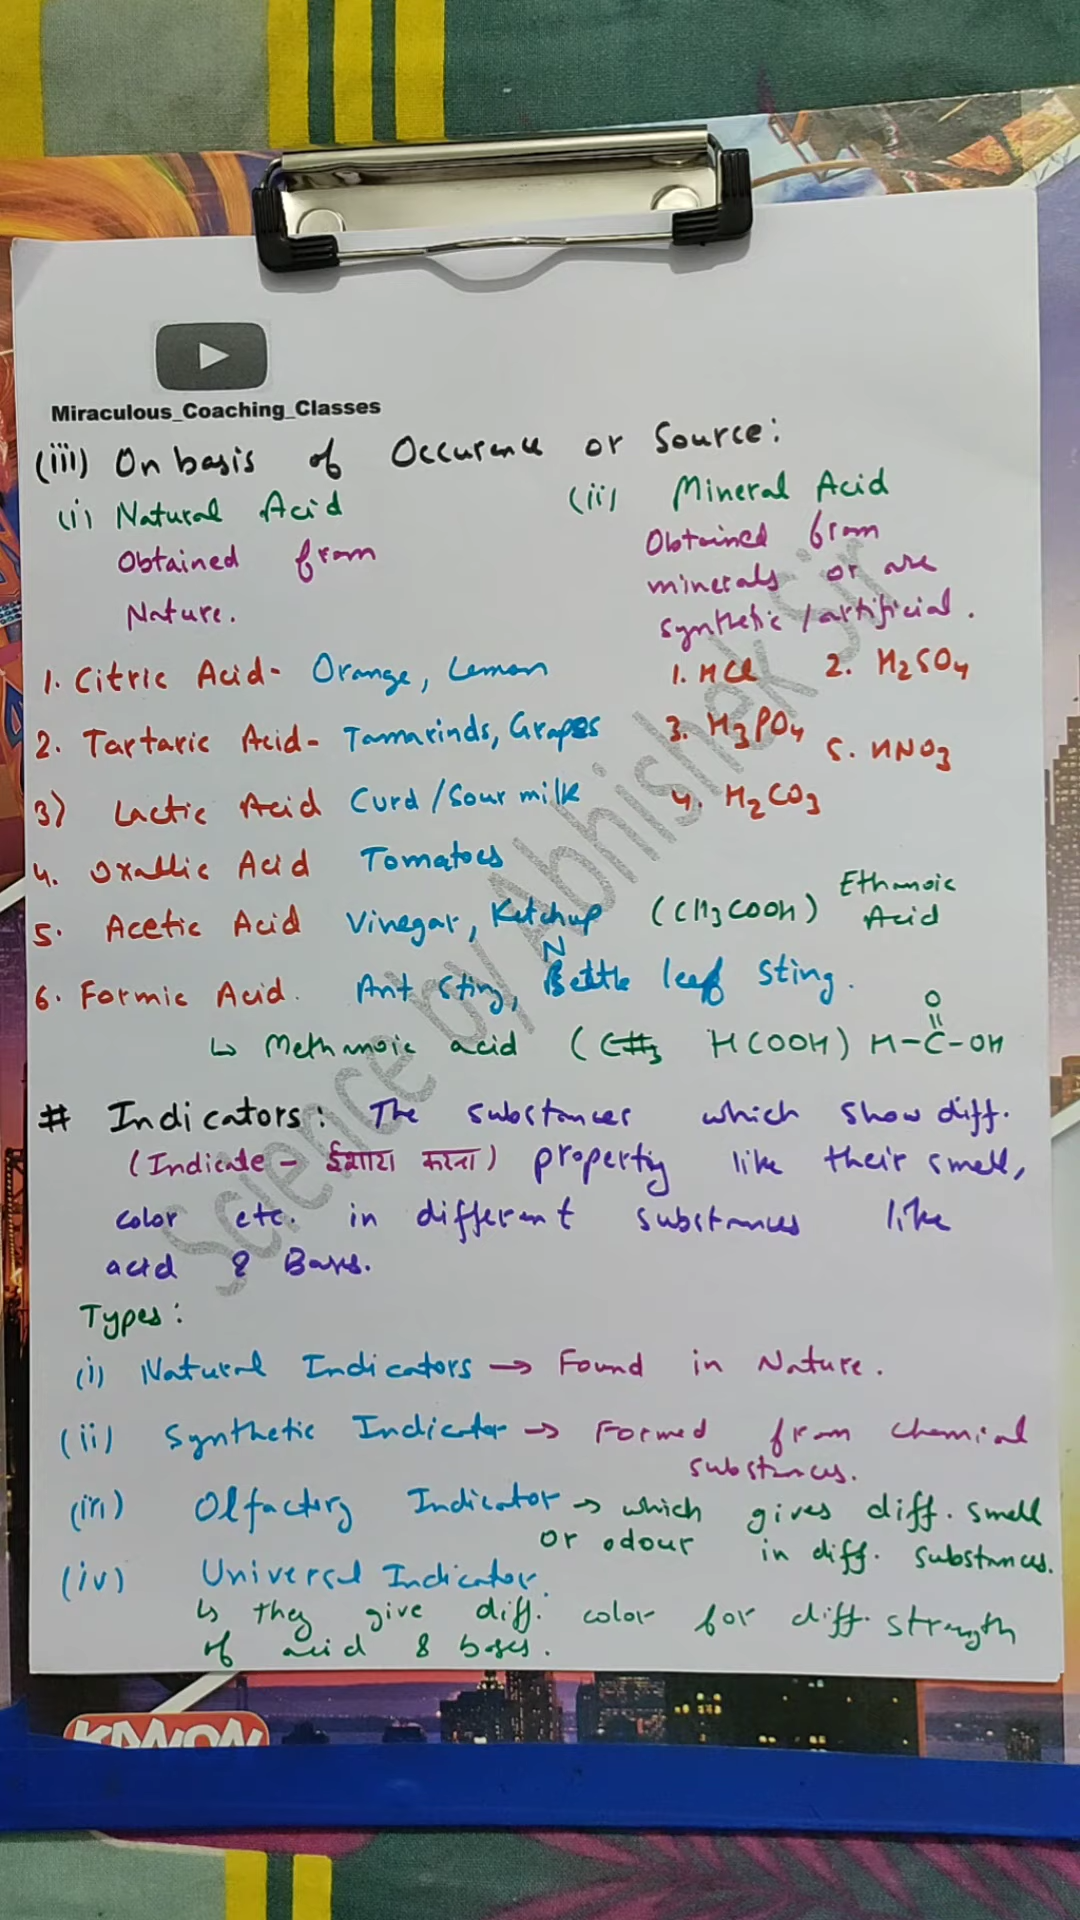 Miraculous_Coaching_Classes
(iii) On basis of Occurence or Source:
(i) Natural Acid
Obtained from
Nature.
(ii) Mineral Acid
Obtained from
minerals or are
synthetic / artificial.
1. Citric Acid - Orange, Lemon
2. Tartaric Acid - Tamarinds, Grapes
3) Lactic Acid Curd / Sour milk
4. Oxallic Acid Tomatoes
1. HCl 2. H2SO4
3. H3PO4 5. HNO3
4. H2CO3
5. Acetic Acid Vinegar, Ketchup (CH3COOH) Ethanoic Acid
N
6. Formic Acid. Ant sting, Bettle leef sting.
↳ Methanoic acid (CH3 HCOOH) H-C-OH
O
# Indicators: The substances which show diff.
(Indicate - ईशारा करना) property like their smell,
color etc. in different substances like
acid & Bases.
Types:
(i) Natural Indicators → Found in Nature.
(ii) Synthetic Indicator → Formed from chemical
substances.
(iii) Olfactory Indicator → which gives diff. smell
or odour in diff. substances.
(iv) Universal Indicator.
↳ they give diff. color for diff. strength
of acid & bases.
Science by Abhishek Sir